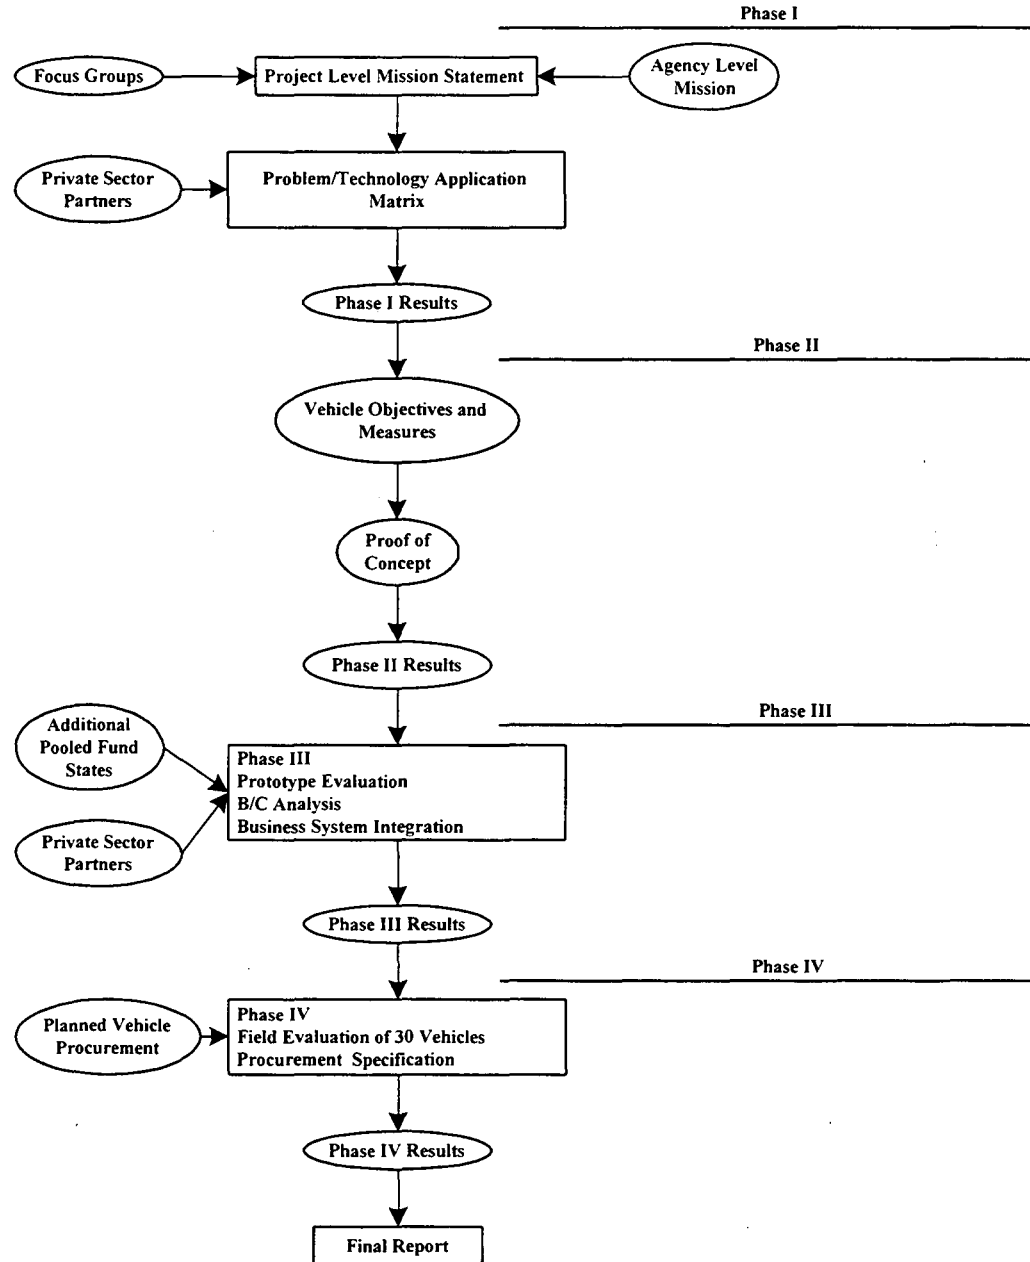 Phase I
Focus Groups
Project Level Mission Statement
Agency Level
Mission
Private Sector
Partners
Problem/Technology Application
Matrix
Phase I Results
Phase II
Vehicle Objectives and
Measures
Proof of
Concept
Phase II Results
Phase III
Additional
Pooled Fund
States
Phase III
Prototype Evaluation
B/C Analysis
Business System Integration
Private Sector
Partners
Phase III Results
Phase IV
Planned Vehicle
Procurement
Phase IV
Field Evaluation of 30 Vehicles
Procurement Specification
Phase IV Results
Final Report